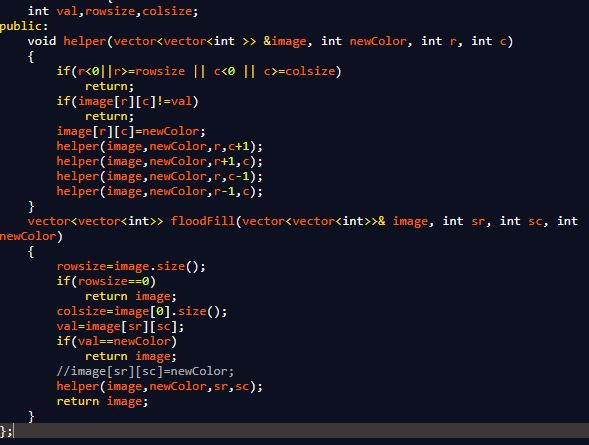 int val,rowsize,colsize;
public:
    void helper(vector<vector<int >> &image, int newColor, int r, int c)
    {
        if(r<0||r>=rowsize || c<0 || c>=colsize)
            return;
        if(image[r][c]!=val)
            return;
        image[r][c]=newColor;
        helper(image,newColor,r,c+1);
        helper(image,newColor,r+1,c);
        helper(image,newColor,r,c-1);
        helper(image,newColor,r-1,c);
    }
    vector<vector<int>> floodFill(vector<vector<int>>& image, int sr, int sc, int
newColor)
    {
        rowsize=image.size();
        if(rowsize==0)
            return image;
        colsize=image[0].size();
        val=image[sr][sc];
        if(val==newColor)
            return image;
        //image[sr][sc]=newColor;
        helper(image,newColor,sr,sc);
        return image;
    }
};